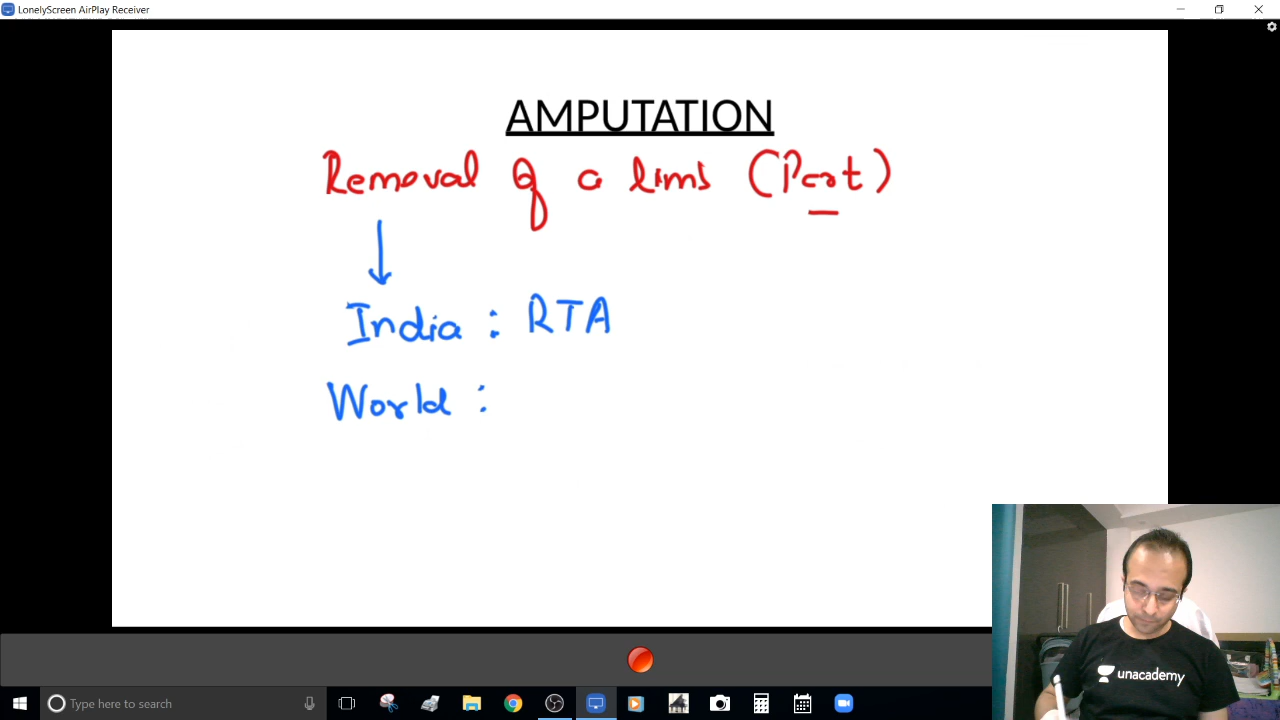 LonelyScreen AirPlay Receiver
AMPUTATION
Removal of a limb (Part)
India : RTA
World :
unacademy
Type here to search